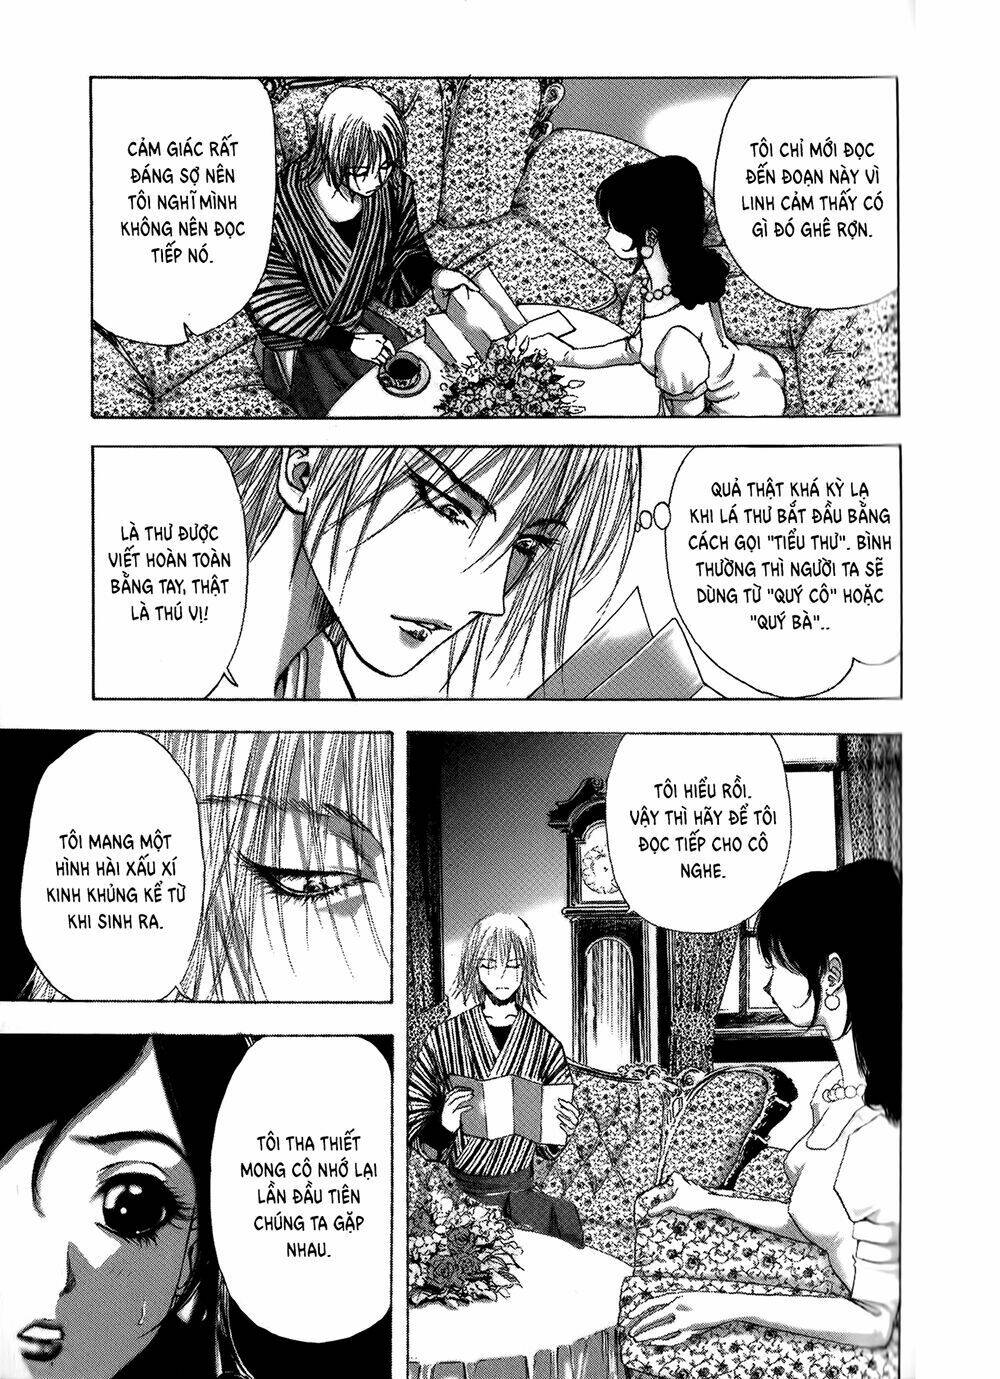 TÔI CHỈ MỚI ĐỌC
ĐẾN ĐOẠN NÀY VÌ
LINH CẢM THẤY CÓ
GÌ ĐÓ GHÊ RỢN.
CẢM GIÁC RẤT
ĐÁNG SỢ NÊN
TÔI NGHĨ MÌNH
KHÔNG NÊN ĐỌC
TIẾP NÓ.
QUẢ THẬT KHÁ KỲ LẠ
KHI LÁ THƯ BẮT ĐẦU BẰNG
CÁCH GỌI "TIỂU THƯ". BÌNH
THƯỜNG THÌ NGƯỜI TA SẼ
DÙNG TỪ "QUÝ CÔ" HOẶC
"QUÝ BÀ"..
LÀ THƯ ĐƯỢC
VIẾT HOÀN TOÀN
BẰNG TAY, THẬT
LÀ THÚ VỊ!
TÔI HIỂU RỒI.
VẬY THÌ HÃY ĐỂ TÔI
ĐỌC TIẾP CHO CÔ
NGHE.
TÔI MANG MỘT
HÌNH HÀI XẤU XÍ
KINH KHỦNG KỂ TỪ
KHI SINH RA.
TÔI THA THIẾT
MONG CÔ NHỚ LẠI
LẦN ĐẦU TIÊN
CHÚNG TA GẶP
NHAU.